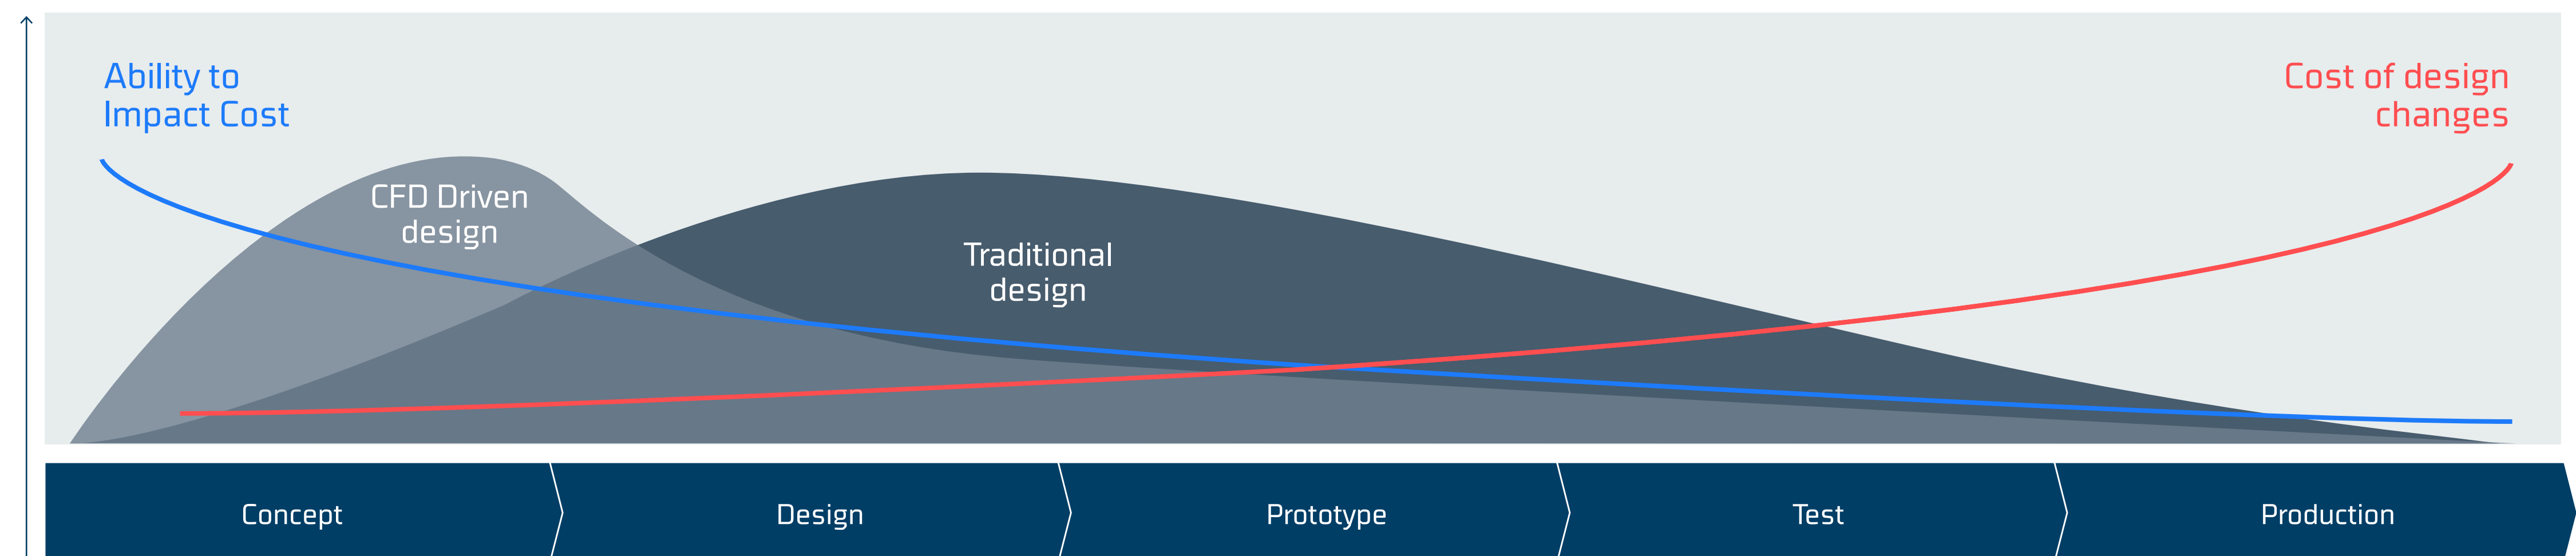 Ability to
Impact Cost
Cost of design
changes
CFD Driven
design
Traditional
design
Concept
Design
Prototype
Test
Production